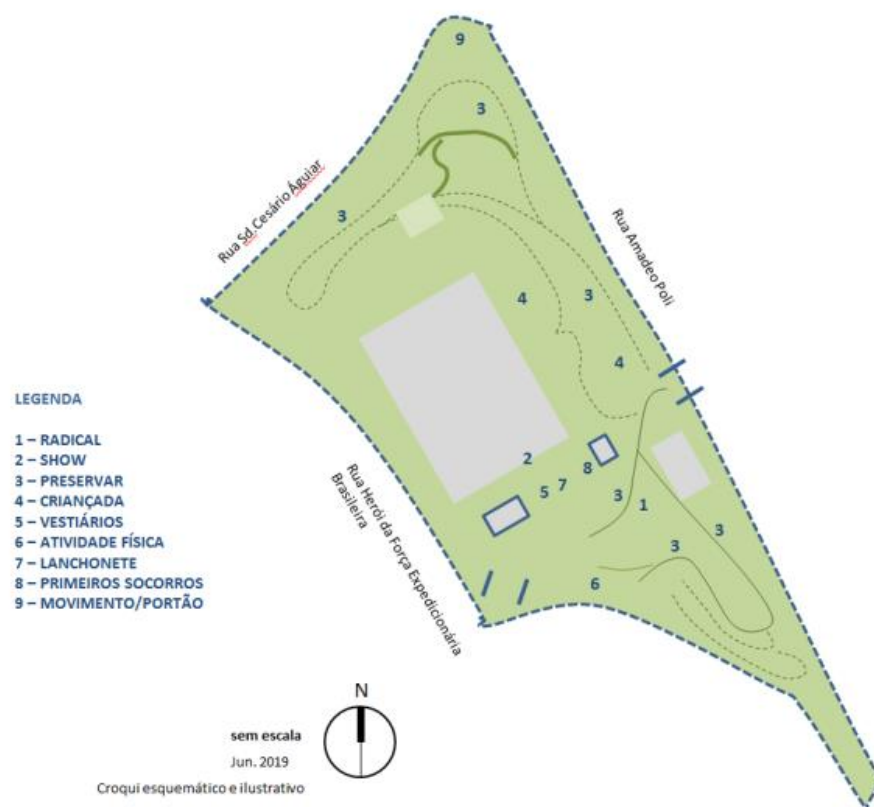 9
3
Rua Sd. Cesário Águiar
3
Rua Amadeo Poli
4
3
4
LEGENDA
1 – RADICAL
2 – SHOW
3 – PRESERVAR
4 – CRIANÇADA
5 – VESTIÁRIOS
6 – ATIVIDADE FÍSICA
7 – LANCHONETE
8 – PRIMEIROS SOCORROS
9 – MOVIMENTO/PORTÃO
Rua Herói da Força Expedicionária
Brasileira
2
8
5 7
3
1
3
3
6
N
sem escala
Jun. 2019
Croqui esquemático e ilustrativo